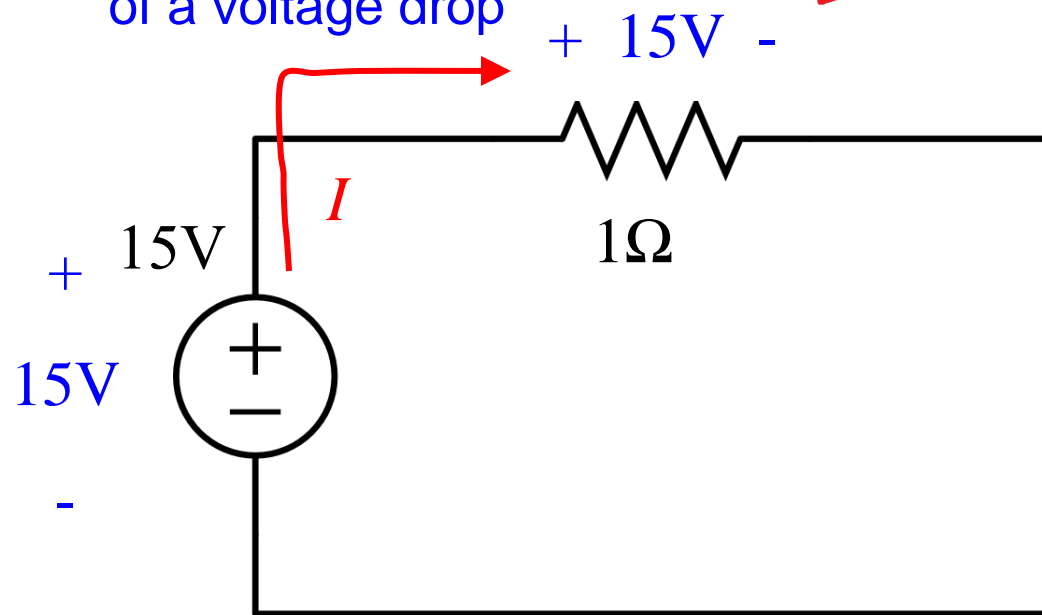 of a voltage drop
+ 15V -
I
15V
1Ω
+
15V
-
+
−